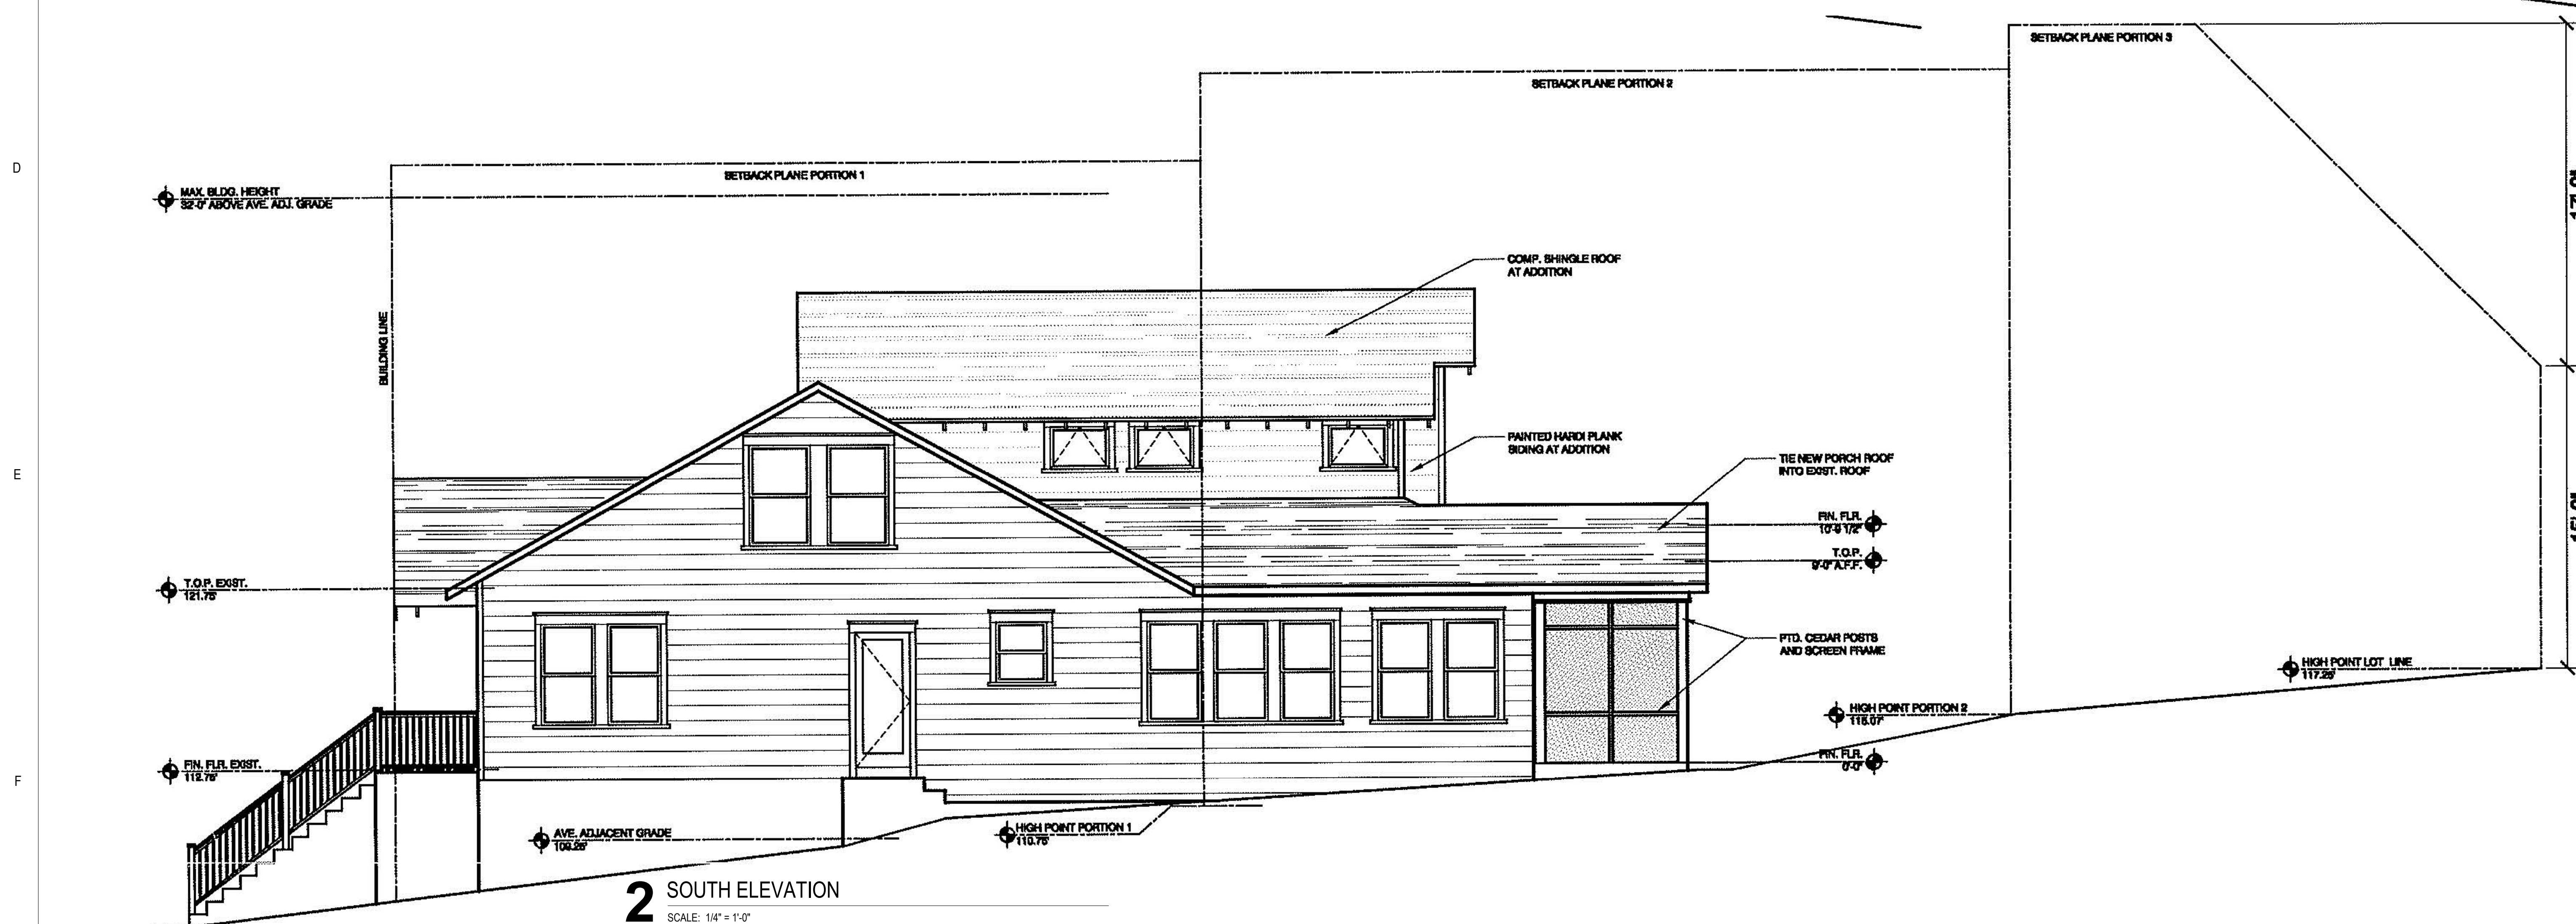 SETBACK PLANE PORTION 3
SETBACK PLANE PORTION 2
D
SETBACK PLANE PORTION 1
MAX. BLDG. HEIGHT
32'-0" ABOVE AVE. ADJ. GRADE
COMP. SHINGLE ROOF
AT ADDITION
BUILDING LINE
PAINTED HARDI PLANK
SIDING AT ADDITION
E
TIE NEW PORCH ROOF
INTO EXIST. ROOF
FIN. FLR.
10'-9 1/2"
T.O.P.
9'-0" A.F.F.
T.O.P. EXIST.
121.75'
PTD. CEDAR POSTS
AND SCREEN FRAME
HIGH POINT LOT LINE
117.25'
HIGH POINT PORTION 2
115.07'
FIN. FLR.
0'-0"
FIN. FLR. EXIST.
112.75'
F
AVE. ADJACENT GRADE
109.25'
HIGH POINT PORTION 1
110.75'
2 SOUTH ELEVATION
SCALE: 1/4" = 1'-0"